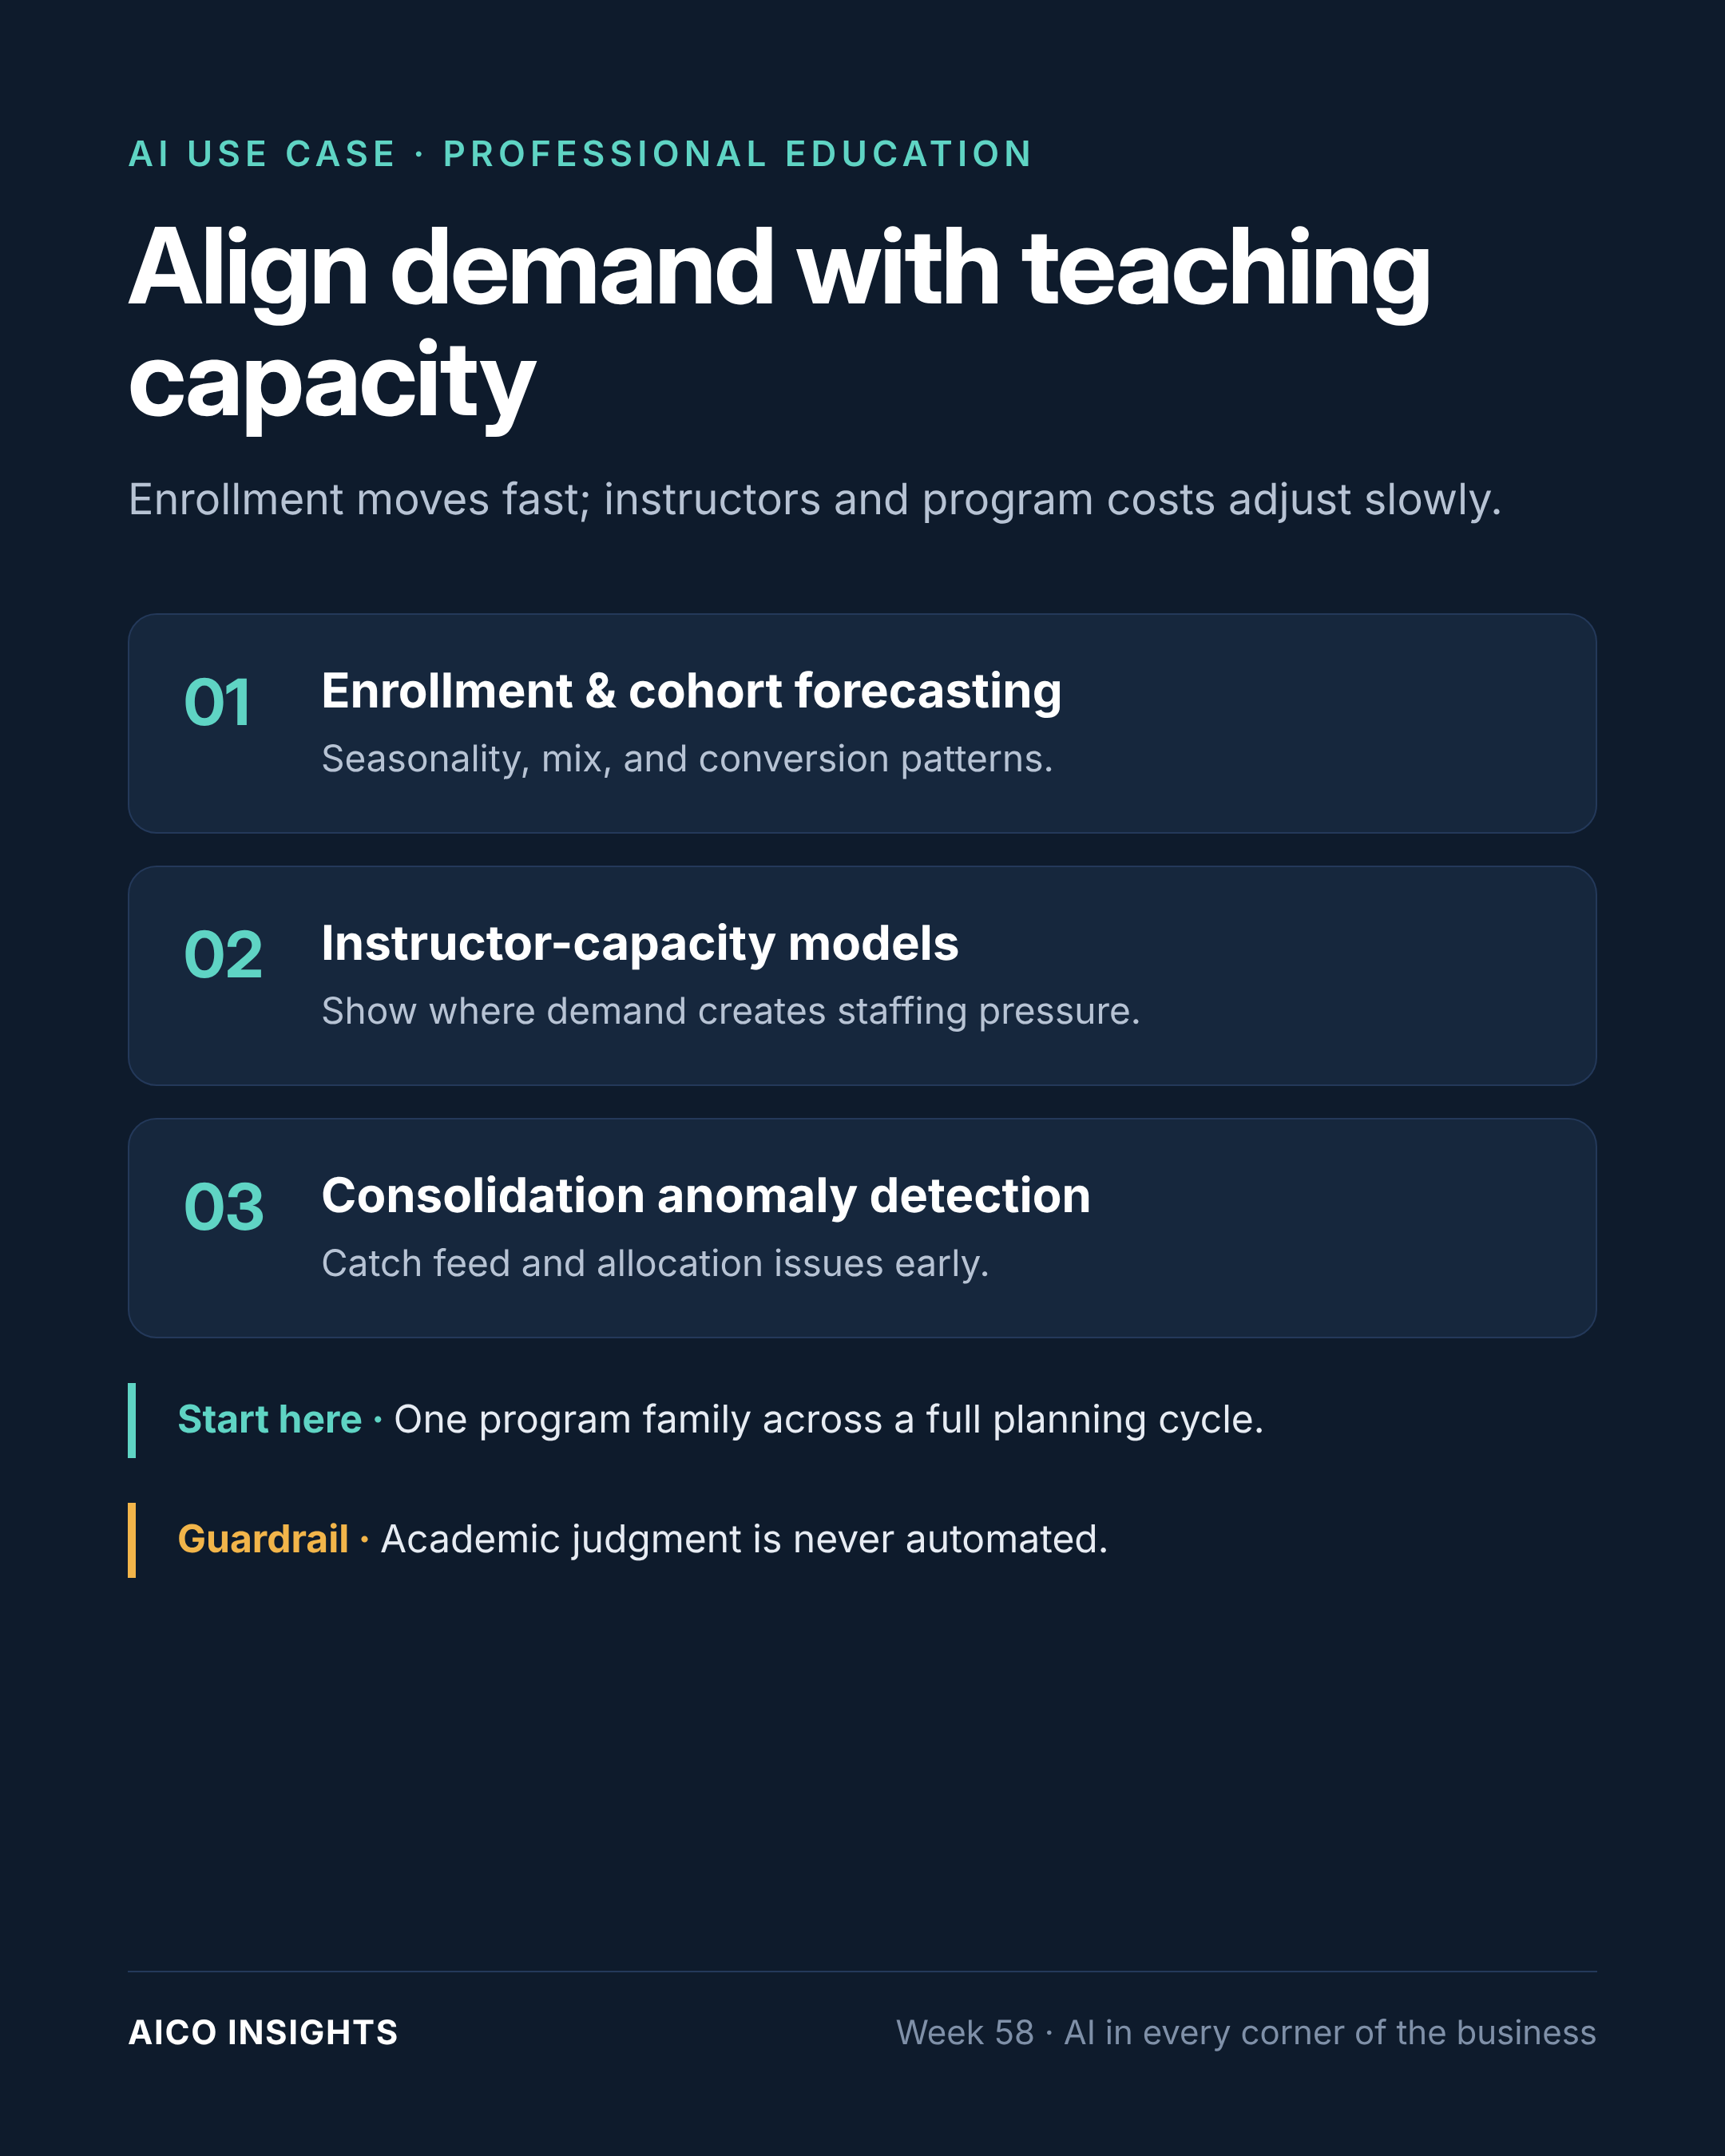 AI USE CASE · PROFESSIONAL EDUCATION
Align demand with teaching
capacity
Enrollment moves fast; instructors and program costs adjust slowly.
01
Enrollment & cohort forecasting
Seasonality, mix, and conversion patterns.
02
Instructor-capacity models
Show where demand creates staffing pressure.
03
Consolidation anomaly detection
Catch feed and allocation issues early.
Start here · One program family across a full planning cycle.
Guardrail · Academic judgment is never automated.
AICO INSIGHTS
Week 58 · AI in every corner of the business